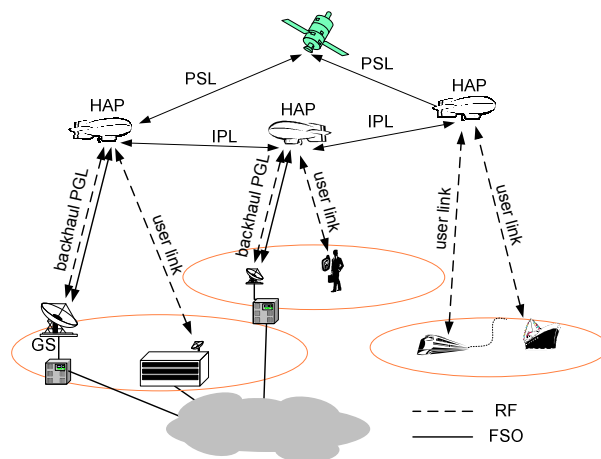 PSL
PSL
HAP
HAP
HAP
IPL
IPL
backhaul PGL
user link
backhaul PGL
user link
user link
user link
GS
RF
FSO